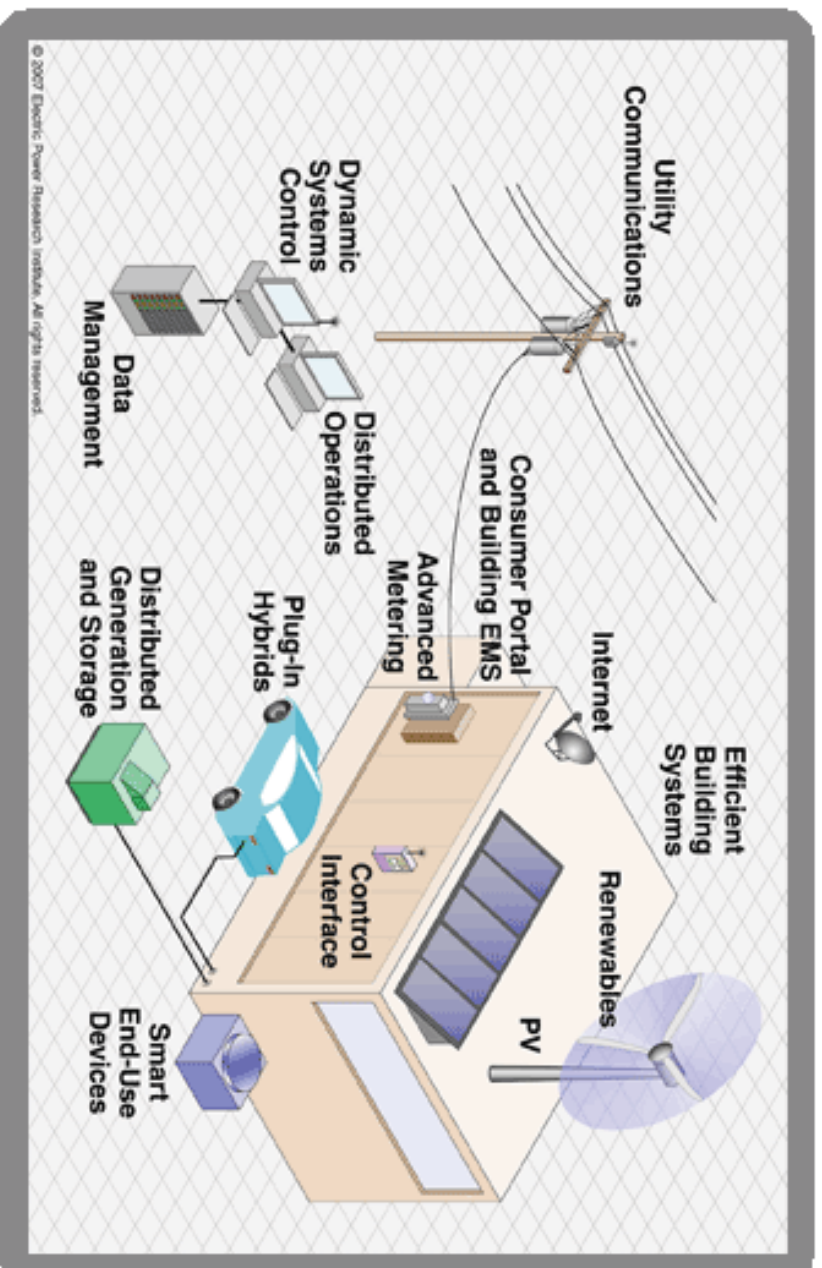 Utility
Communications
Efficient
Building
Systems
Internet
Renewables
PV
Consumer Portal
and Building EMS
Advanced
Metering
Control
Interface
Dynamic
Systems
Control
Distributed
Operations
Data
Management
Plug-In
Hybrids
Distributed
Generation
and Storage
Smart
End-Use
Devices
© 2007 Electric Power Research Institute. All rights reserved.